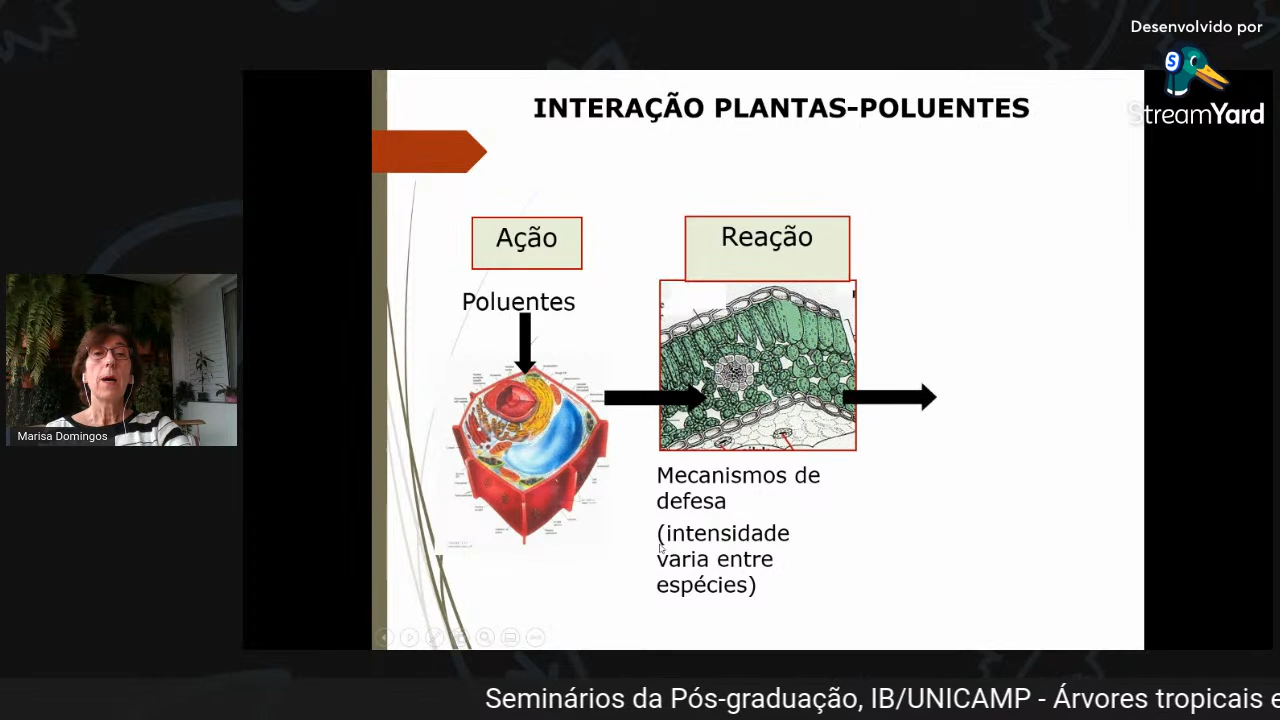 Desenvolvido por
StreamYard
INTERAÇÃO PLANTAS-POLUENTES
Ação
Reação
Poluentes
Mecanismos de
defesa
(intensidade
varia entre
espécies)
Marisa Domingos
Seminários da Pós-graduação, IB/UNICAMP - Árvores tropicais e